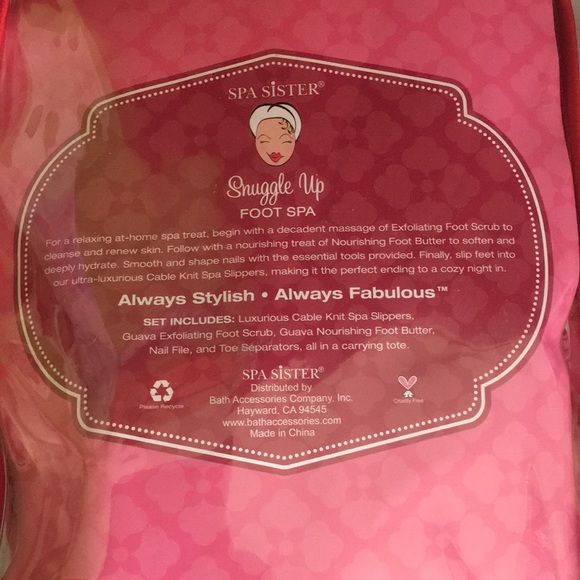 SPA SiSTER®
Snuggle Up
FOOT SPA
For a relaxing at-home spa treat, begin with a decadent massage of Exfoliating Foot Scrub to
cleanse and renew skin. Follow with a nourishing treat of Nourishing Foot Butter to soften and
deeply hydrate. Smooth and shape nails with the essential tools provided. Finally, slip feet into
our ultra-luxurious Cable Knit Spa Slippers, making it the perfect ending to a cozy night in.
Always Stylish • Always Fabulous™
SET INCLUDES: Luxurious Cable Knit Spa Slippers,
Guava Exfoliating Foot Scrub, Guava Nourishing Foot Butter,
Nail File, and Toe Separators, all in a carrying tote.
SPA SiSTER®
Distributed by
Bath Accessories Company, Inc.
Hayward, CA 94545
www.bathaccessories.com
Made in China
Please Recycle
Cruelty Free